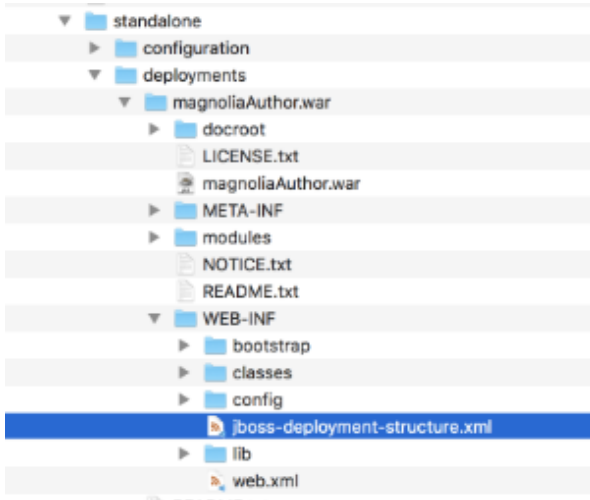 standalone
configuration
deployments
magnoliaAuthor.war
docroot
LICENSE.txt
magnoliaAuthor.war
META-INF
modules
NOTICE.txt
README.txt
WEB-INF
bootstrap
classes
config
jboss-deployment-structure.xml
lib
web.xml